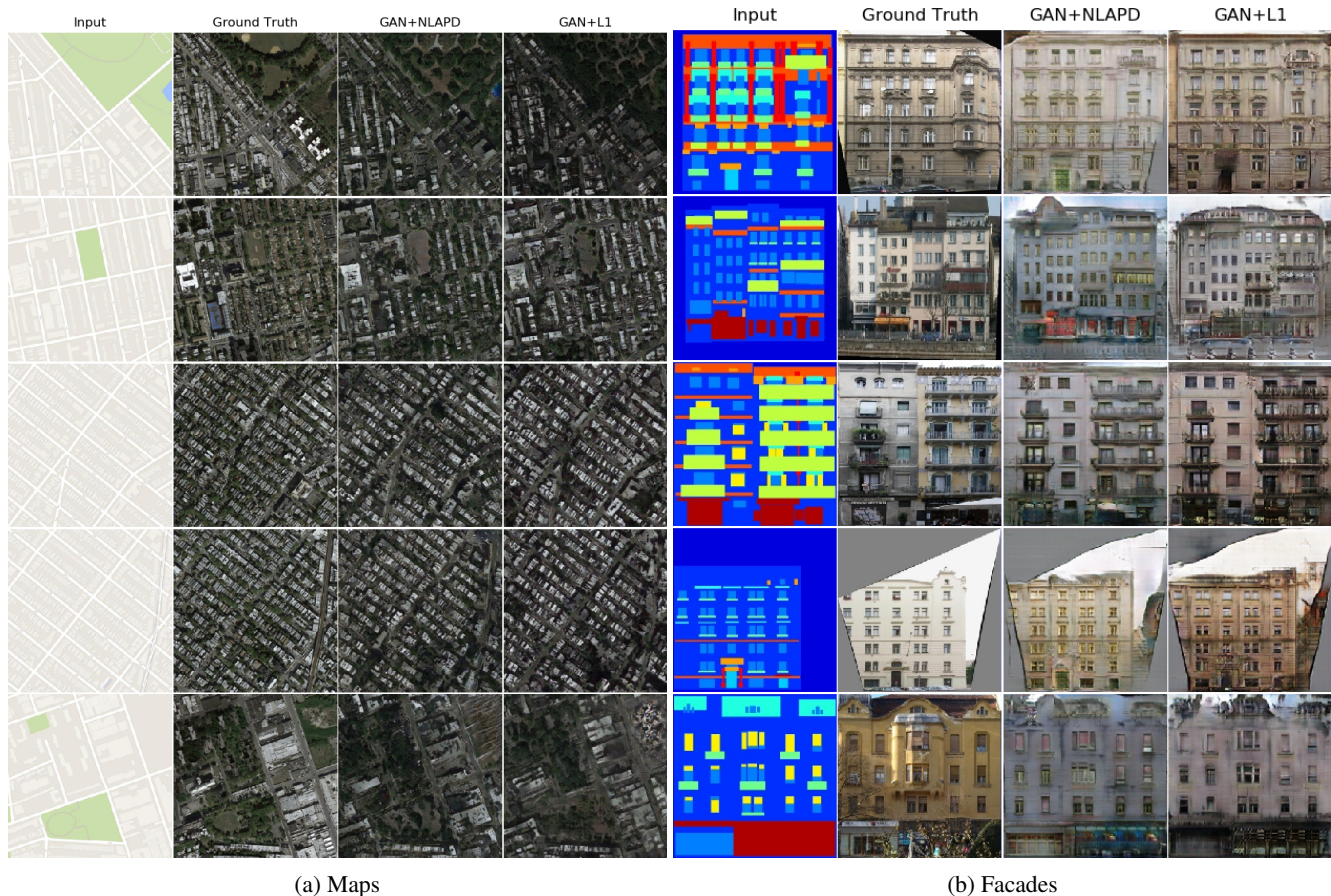 Input Ground Truth GAN+NLAPD GAN+L1
Input Ground Truth GAN+NLAPD GAN+L1
(a) Maps
(b) Facades